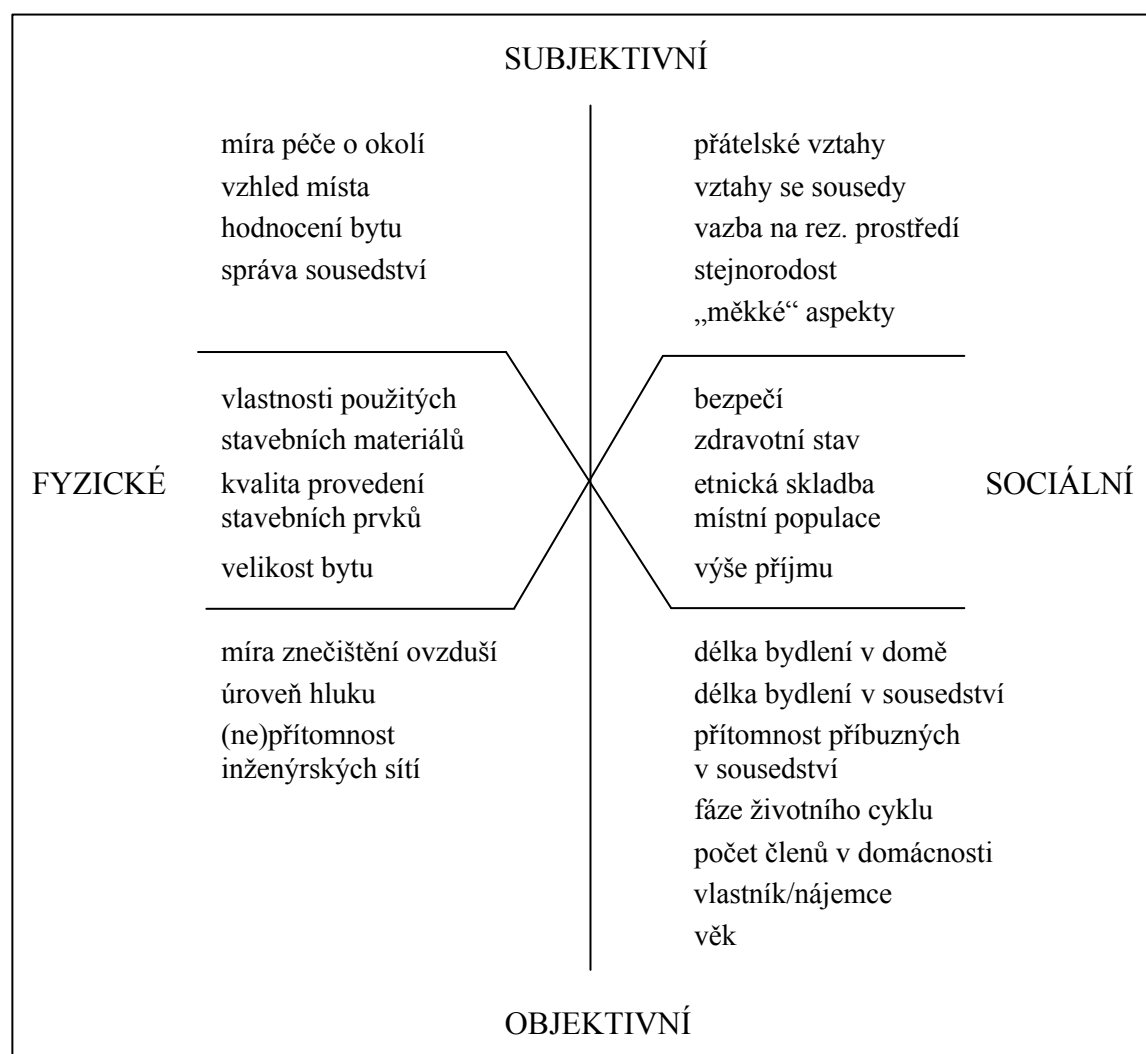 SUBJEKTIVNÍ
míra péče o okolí
vzhled místa
hodnocení bytu
správa sousedství
přátelské vztahy
vztahy se sousedy
vazba na rez. prostředí
stejnorodost
„měkké“ aspekty
FYZICKÉ
vlastnosti použitých
stavebních materiálů
kvalita provedení
stavebních prvků
velikost bytu
bezpečí
zdravotní stav
etnická skladba
místní populace
výše příjmu
SOCIÁLNÍ
míra znečištění ovzduší
úroveň hluku
(ne)přítomnost
inženýrských sítí
délka bydlení v domě
délka bydlení v sousedství
přítomnost příbuzných
v sousedství
fáze životního cyklu
počet členů v domácnosti
vlastník/nájemce
věk
OBJEKTIVNÍ